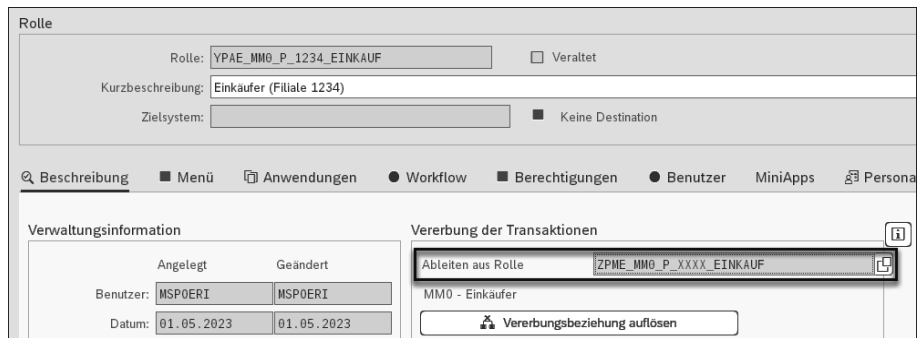 Rolle
Rolle: YPAE_MM0_P_1234_EINKAUF Veraltet
Kurzbeschreibung: Einkäufer (Filiale 1234)
Zielsystem: Keine Destination
Beschreibung Menü Anwendungen Workflow Berechtigungen Benutzer MiniApps Persona
Verwaltungsinformation Vererbung der Transaktionen
Angelegt Geändert Ableiten aus Rolle ZPME_MM0_P_XXXX_EINKAUF
Benutzer: MSPOERI MSPOERI MM0 - Einkäufer
Datum: 01.05.2023 01.05.2023 Vererbungsbeziehung auflösen